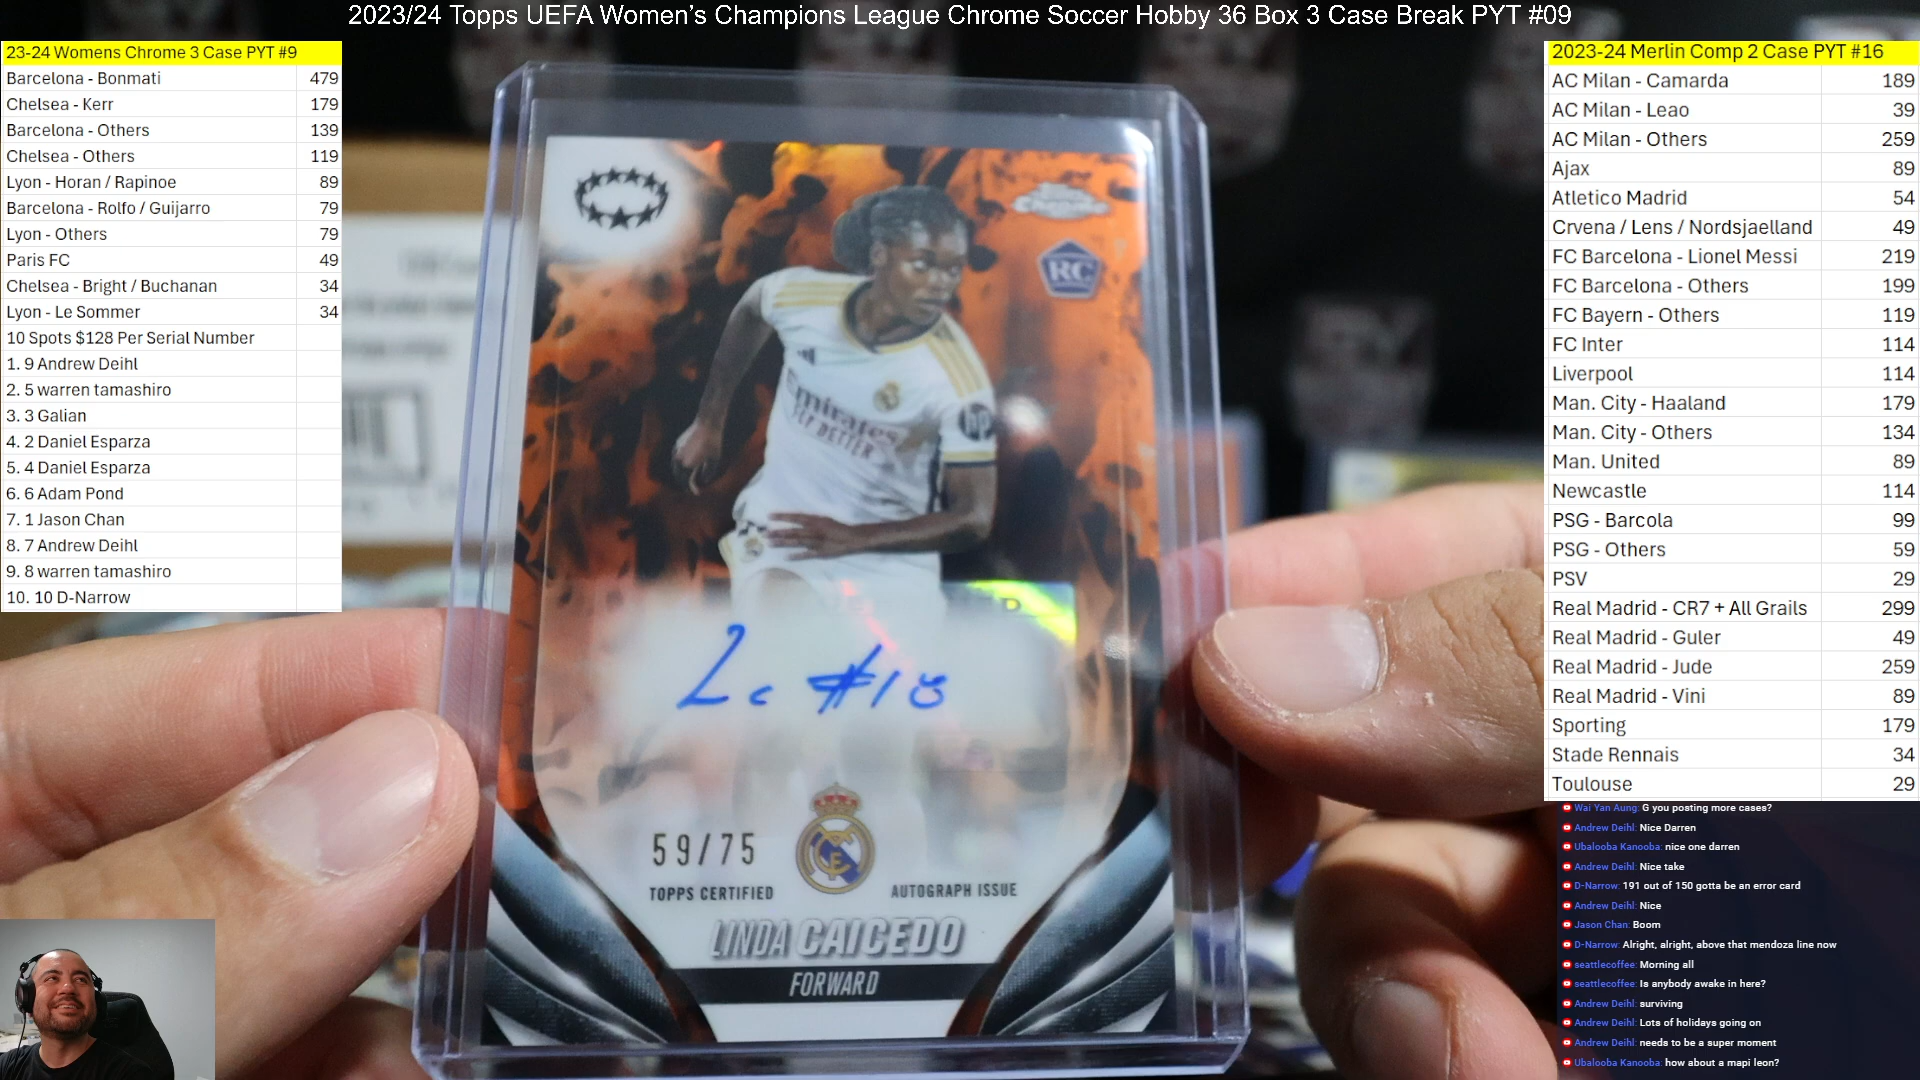 2023/24 Topps UEFA Women’s Champions League Chrome Soccer Hobby 36 Box 3 Case Break PYT #09
23-24 Womens Chrome 3 Case PYT #9
Barcelona - Bonmati 479
Chelsea - Kerr 179
Barcelona - Others 139
Chelsea - Others 119
Lyon - Horan / Rapinoe 89
Barcelona - Rolfo / Guijarro 79
Lyon - Others 79
Paris FC 49
Chelsea - Bright / Buchanan 34
Lyon - Le Sommer 34
10 Spots $128 Per Serial Number
1. 9 Andrew Deihl
2. 5 warren tamashiro
3. 3 Galian
4. 2 Daniel Esparza
5. 4 Daniel Esparza
6. 6 Adam Pond
7. 1 Jason Chan
8. 7 Andrew Deihl
9. 8 warren tamashiro
10. 10 D-Narrow
Chrome
RC
Emirates
FLY BETTER
hp
Lc #18
59/75
TOPPS CERTIFIED
AUTOGRAPH ISSUE
LINDA CAICEDO
FORWARD
2023-24 Merlin Comp 2 Case PYT #16
AC Milan - Camarda 189
AC Milan - Leao 39
AC Milan - Others 259
Ajax 89
Atletico Madrid 54
Crvena / Lens / Nordsjaelland 49
FC Barcelona - Lionel Messi 219
FC Barcelona - Others 199
FC Bayern - Others 119
FC Inter 114
Liverpool 114
Man. City - Haaland 179
Man. City - Others 134
Man. United 89
Newcastle 114
PSG - Barcola 99
PSG - Others 59
PSV 29
Real Madrid - CR7 + All Grails 299
Real Madrid - Guler 49
Real Madrid - Jude 259
Real Madrid - Vini 89
Sporting 179
Stade Rennais 34
Toulouse 29
Wai Yan Aung: G you posting more cases?
Andrew Deihl: Nice Darren
Ubalooba Kanooba: nice one darren
Andrew Deihl: Nice take
D-Narrow: 191 out of 150 gotta be an error card
Andrew Deihl: Nice
Jason Chan: Boom
D-Narrow: Alright, alright, above that mendoza line now
seattlecoffee: Morning all
seattlecoffee: Is anybody awake in here?
Andrew Deihl: surviving
Andrew Deihl: Lots of holidays going on
Andrew Deihl: needs to be a super moment
Ubalooba Kanooba: how about a mapi leon?